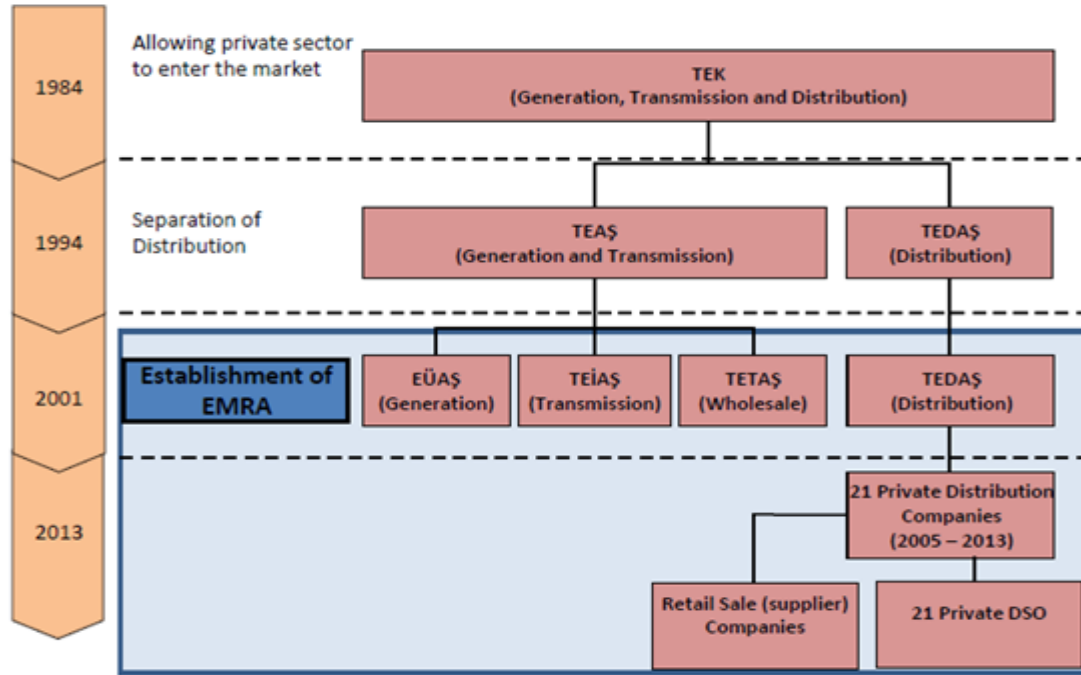 1984
Allowing private sector
to enter the market
TEK
(Generation, Transmission and Distribution)
1994
Separation of
Distribution
TEAŞ
(Generation and Transmission)
TEDAŞ
(Distribution)
2001
Establishment of
EMRA
EÜAŞ
(Generation)
TEİAŞ
(Transmission)
TETAŞ
(Wholesale)
TEDAŞ
(Distribution)
2013
21 Private Distribution
Companies
(2005 – 2013)
Retail Sale (supplier)
Companies
21 Private DSO